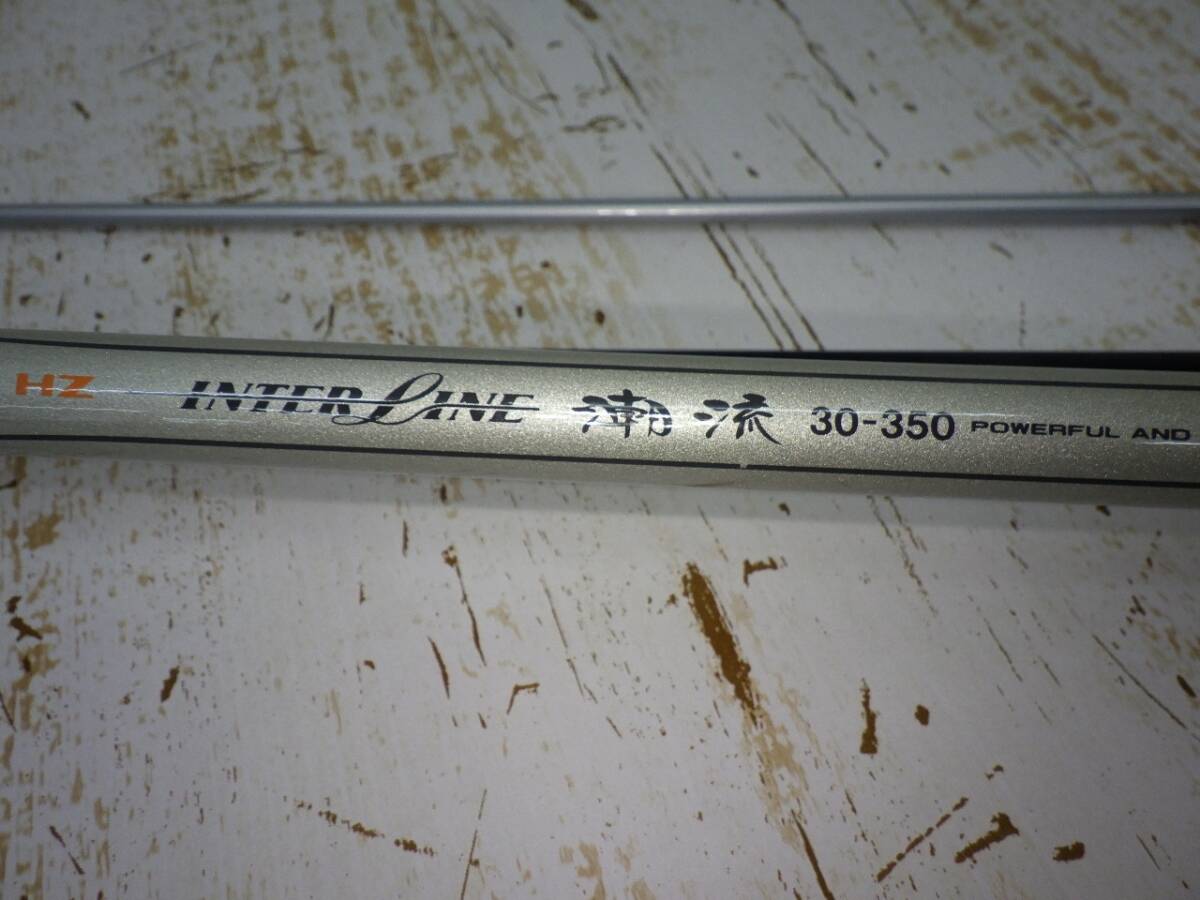 HZ INTER LINE 潮流 30-350 POWERFUL AND